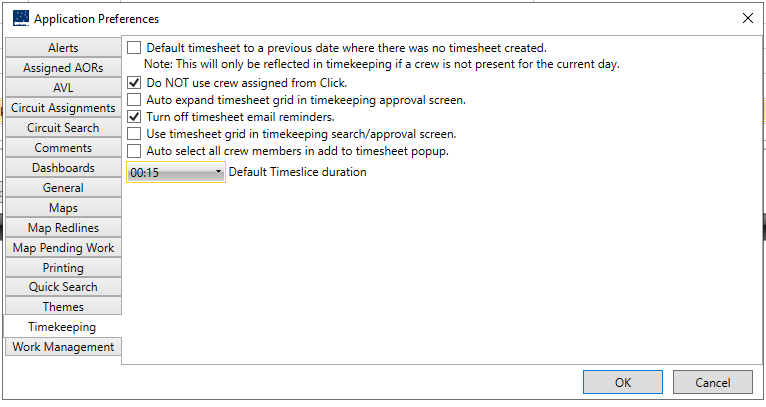 Application Preferences
Alerts
Assigned AORs
AVL
Circuit Assignments
Circuit Search
Comments
Dashboards
General
Maps
Map Redlines
Map Pending Work
Printing
Quick Search
Themes
Timekeeping
Work Management
Default timesheet to a previous date where there was no timesheet created.
Note: This will only be reflected in timekeeping if a crew is not present for the current day.
Do NOT use crew assigned from Click.
Auto expand timesheet grid in timekeeping approval screen.
Turn off timesheet email reminders.
Use timesheet grid in timekeeping search/approval screen.
Auto select all crew members in add to timesheet popup.
00:15 Default Timeslice duration
OK Cancel